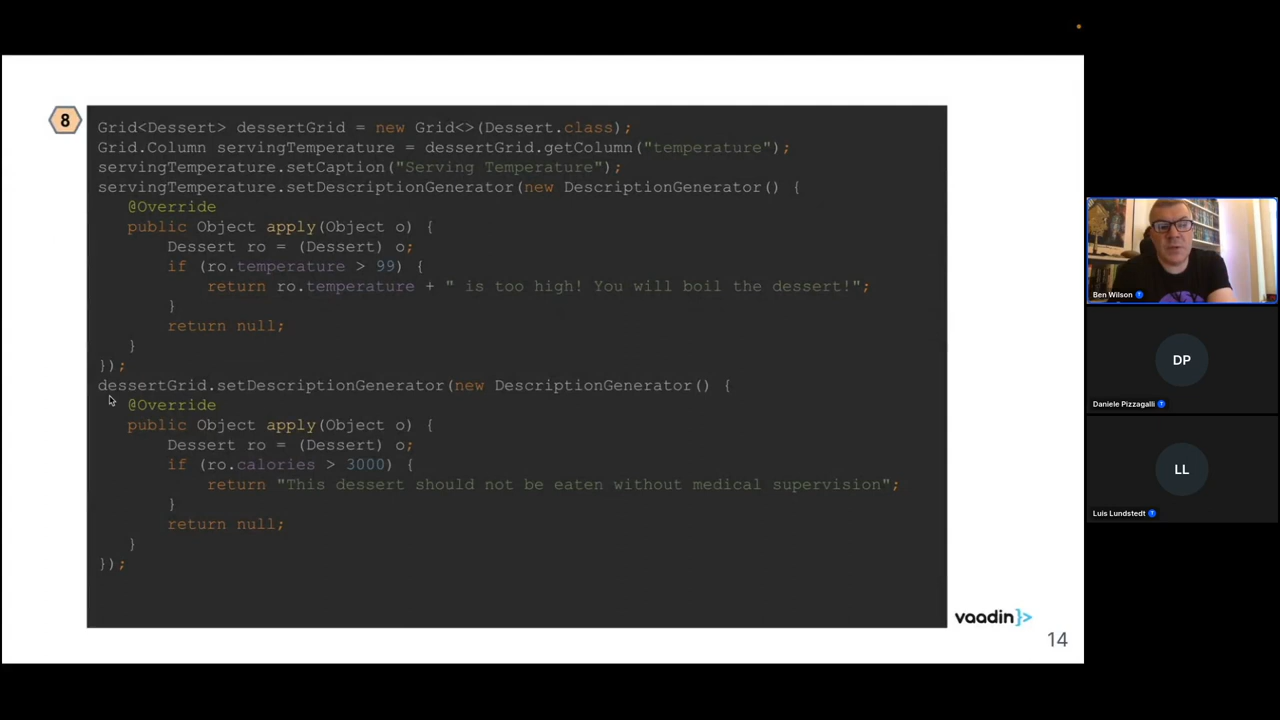 8
Grid<Dessert> dessertGrid = new Grid<>(Dessert.class);
Grid.Column servingTemperature = dessertGrid.getColumn("temperature");
servingTemperature.setCaption("Serving Temperature");
servingTemperature.setDescriptionGenerator(new DescriptionGenerator() {
@Override
public Object apply(Object o) {
Dessert ro = (Dessert) o;
if (ro.temperature > 99) {
return ro.temperature + " is too high! You will boil the dessert!";
}
return null;
}
});
dessertGrid.setDescriptionGenerator(new DescriptionGenerator() {
@Override
public Object apply(Object o) {
Dessert ro = (Dessert) o;
if (ro.calories > 3000) {
return "This dessert should not be eaten without medical supervision";
}
return null;
}
});
vaadin}>
14
Ben Wilson
DP
Daniele Pizzagalli
LL
Luis Lundstedt